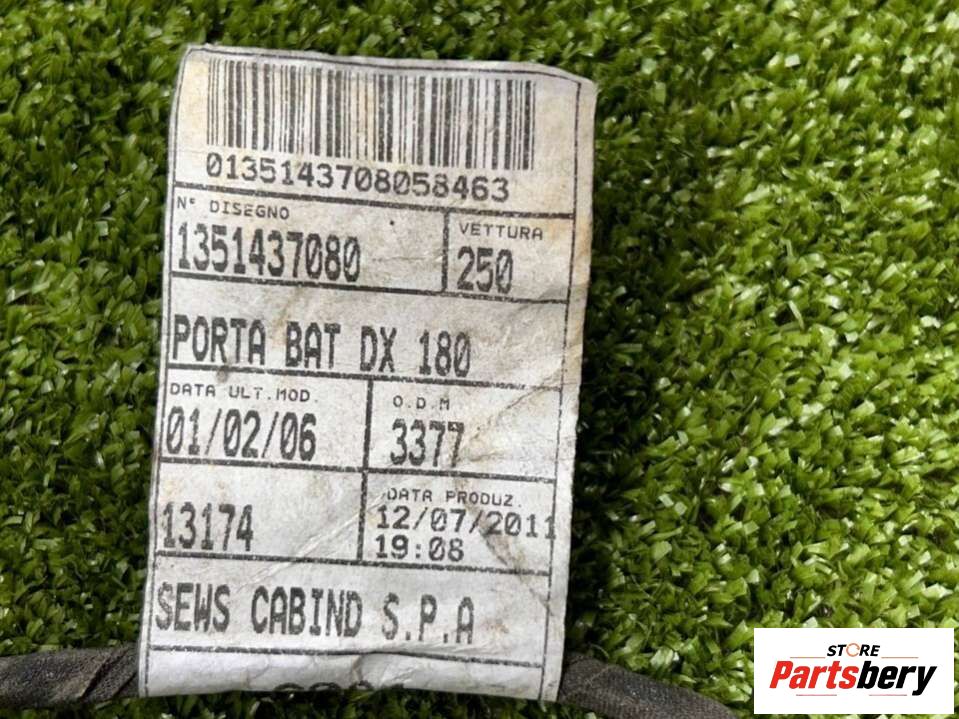 0135143708058463
N° DISEGNO
1351437080
VETTURA
250
PORTA BAT DX 180
DATA ULT.MOD.
01/02/06
O.D.M
3377
13174
DATA PRODUZ.
12/07/2011
19:08
SEWS CABIND S.P.A
STORE
Partsbery